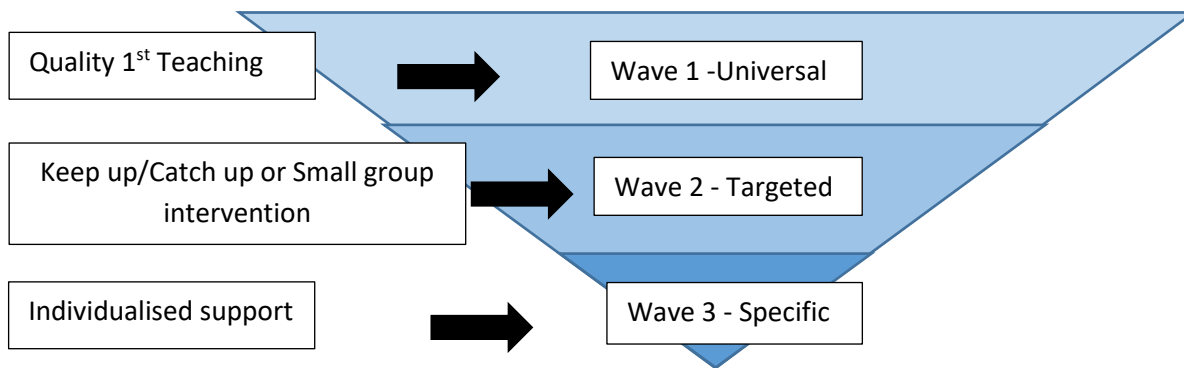 Quality 1st Teaching
Wave 1 -Universal
Keep up/Catch up or Small group
intervention
Wave 2 - Targeted
Individualised support
Wave 3 - Specific